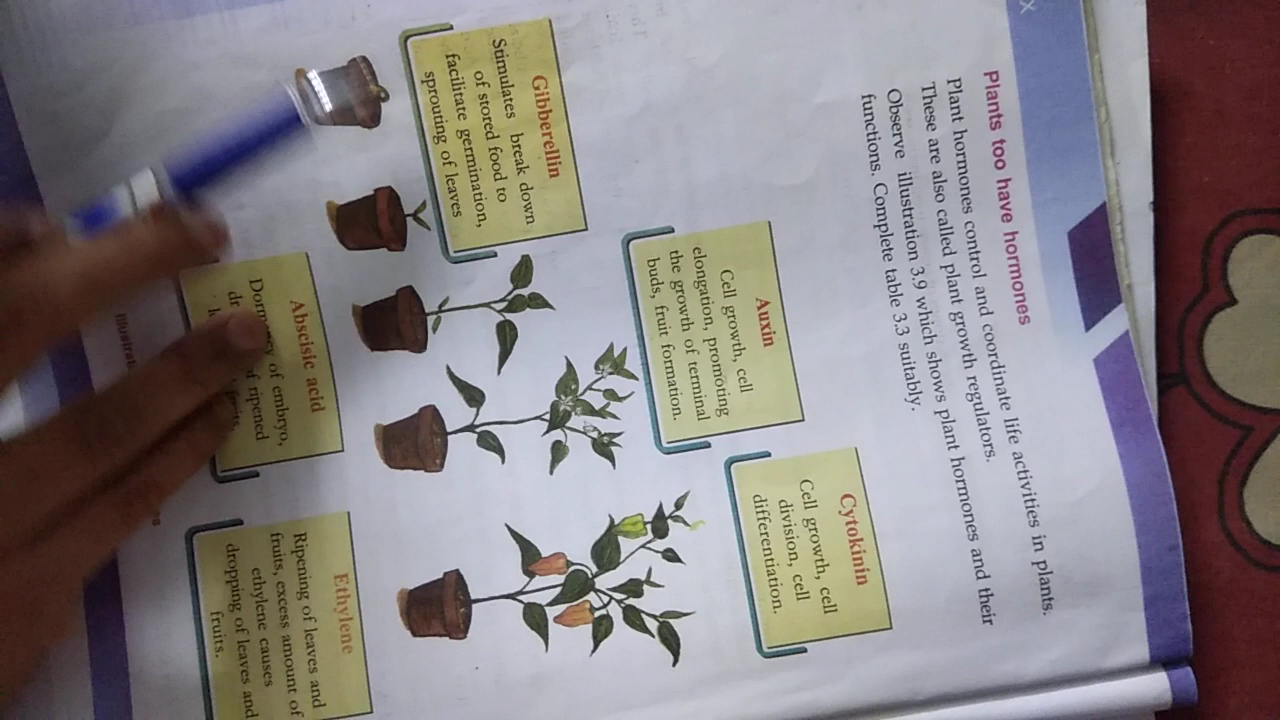 X
Plants too have hormones
Plant hormones control and coordinate life activities in plants.
These are also called plant growth regulators.
Observe illustration 3.9 which shows plant hormones and their
functions. Complete table 3.3 suitably.
Gibberellin
Stimulates break down
of stored food to
facilitate germination,
sprouting of leaves
Auxin
Cell growth, cell
elongation, promoting
the growth of terminal
buds, fruit formation.
Cytokinin
Cell growth, cell
division, cell
differentiation.
Abscisic acid
of embryo,
ripened
Ethylene
Ripening of leaves and
fruits, excess amount of
ethylene causes
dropping of leaves and
fruits.